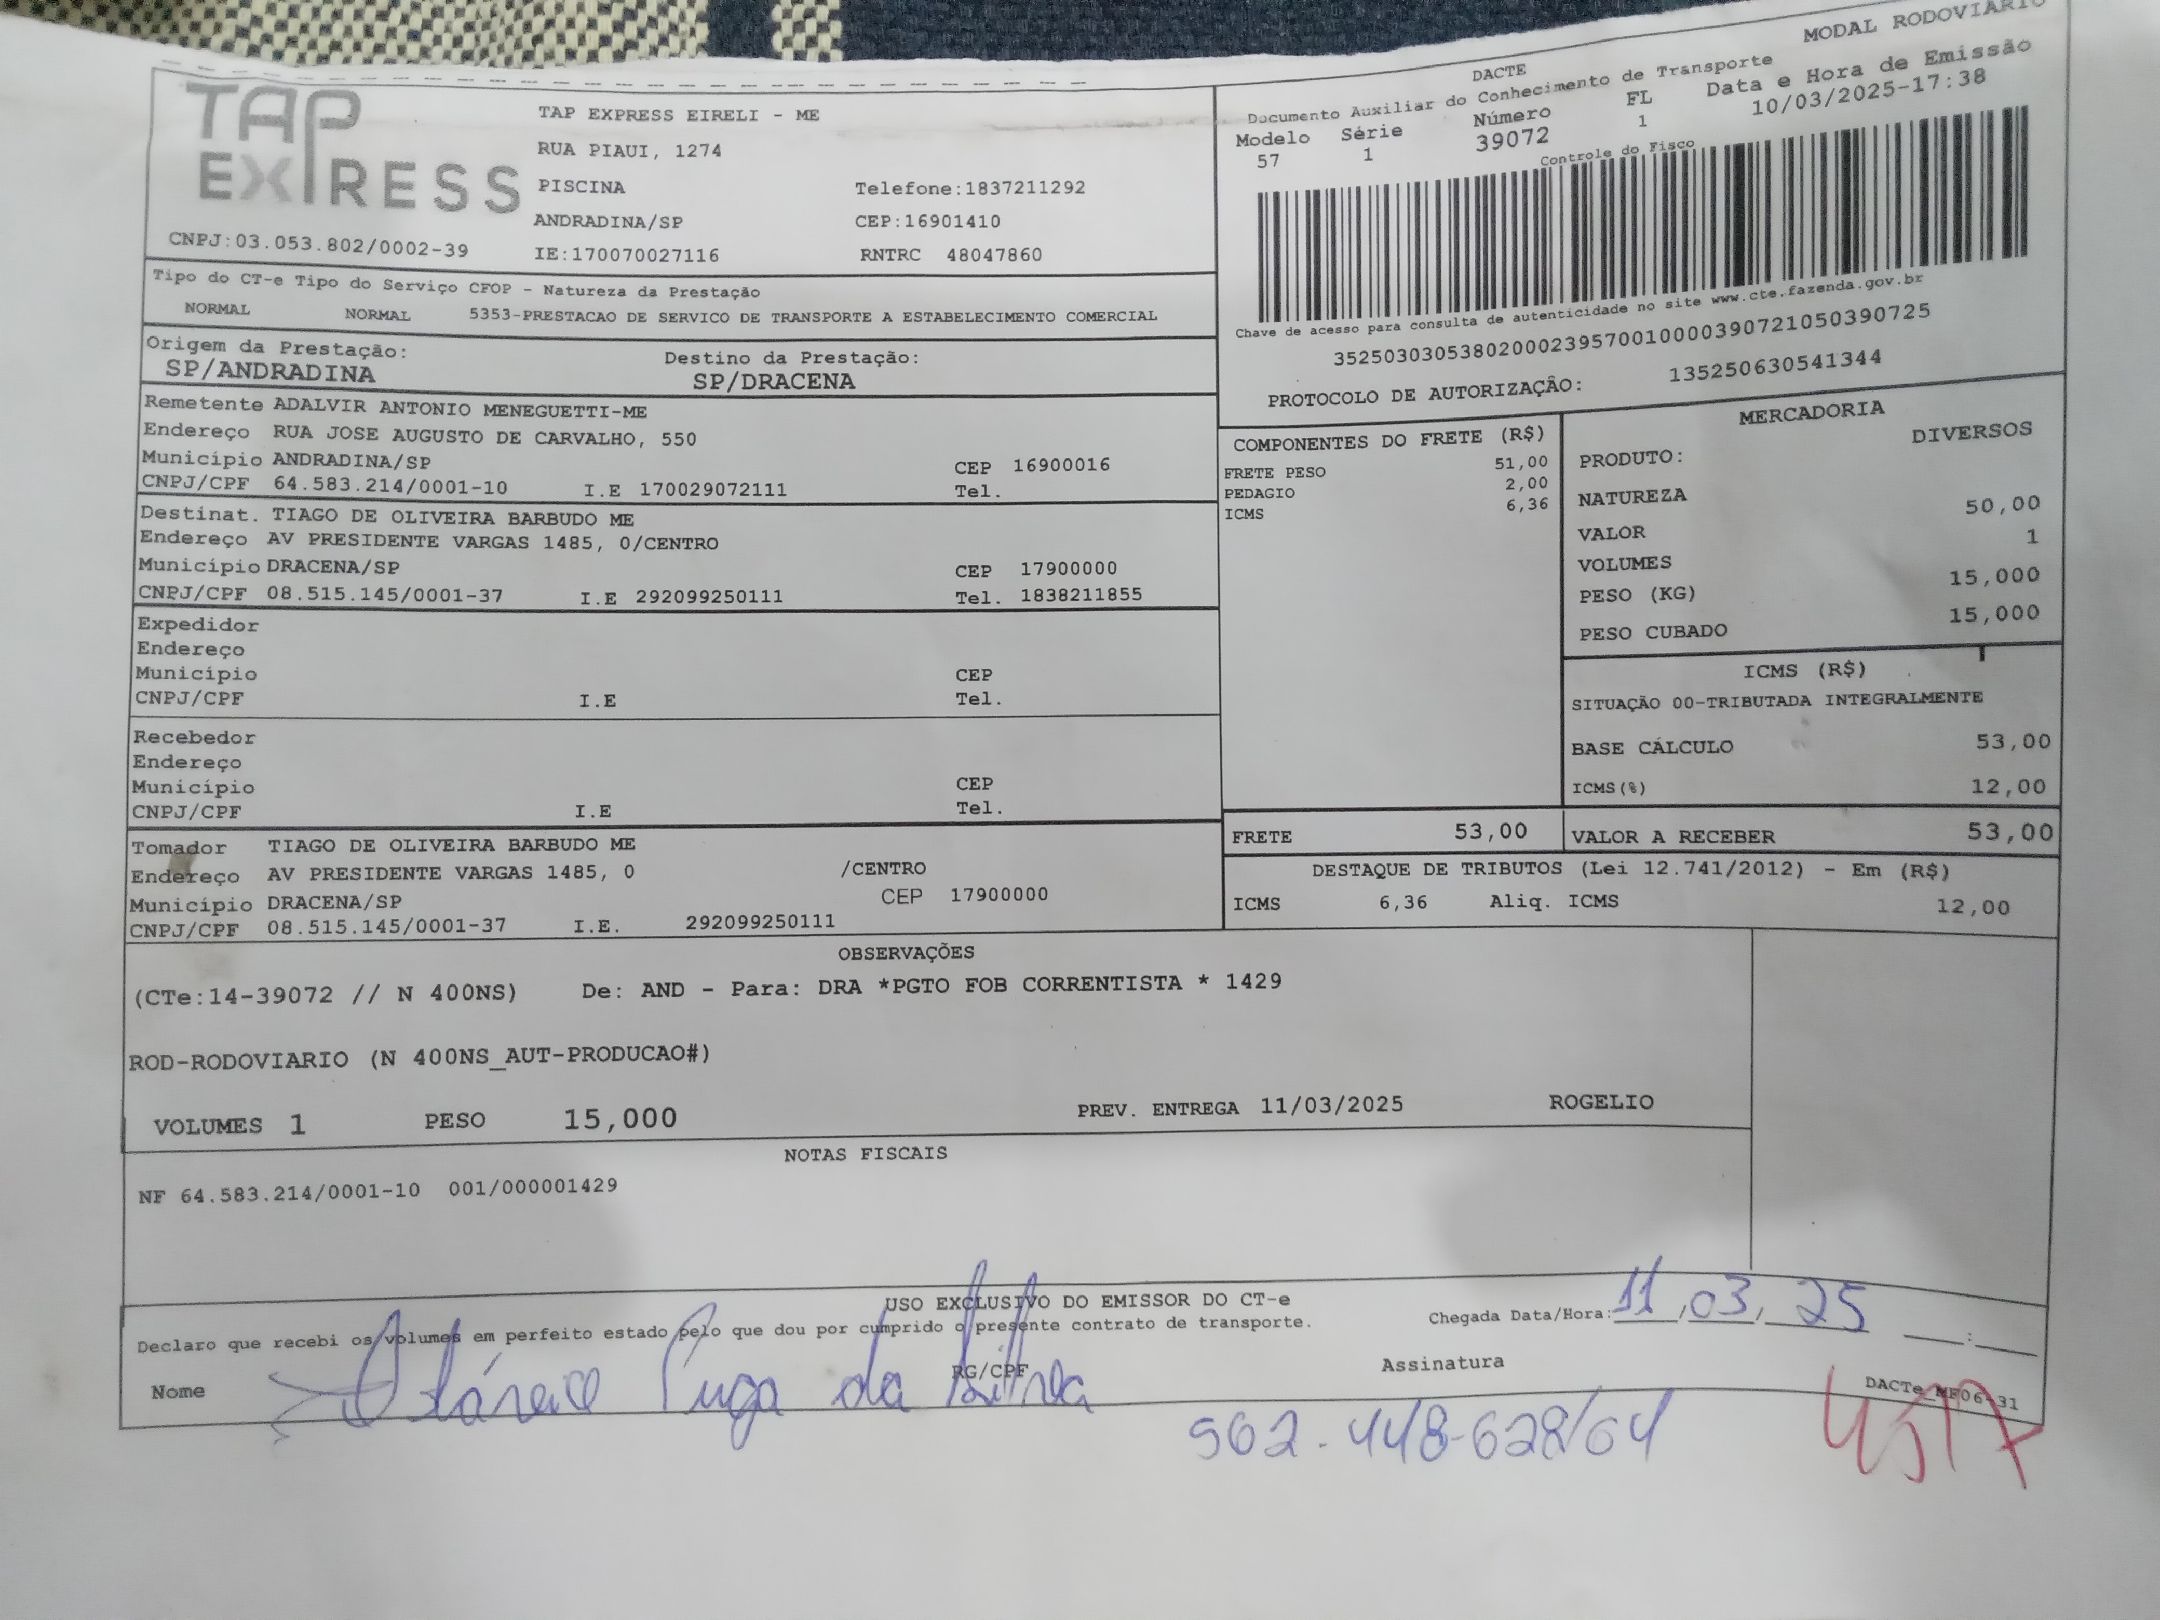 TAP EXPRESS
CNPJ:03.053.802/0002-39
TAP EXPRESS EIRELI - ME
RUA PIAUI, 1274
PISCINA Telefone:1837211292
ANDRADINA/SP CEP:16901410
IE:170070027116 RNTRC 48047860
MODAL RODOVIARIO
DACTE
Documento Auxiliar do Conhecimento de Transporte
Modelo Série Número FL Data e Hora de Emissão
57 1 39072 1 10/03/2025-17:38
Controle do Fisco
Chave de acesso para consulta de autenticidade no site www.cte.fazenda.gov.br
35250303053802000239570010000390721050390725
PROTOCOLO DE AUTORIZAÇÃO: 135250630541344
Tipo do CT-e Tipo do Serviço CFOP - Natureza da Prestação
NORMAL NORMAL 5353-PRESTACAO DE SERVICO DE TRANSPORTE A ESTABELECIMENTO COMERCIAL
Origem da Prestação: Destino da Prestação:
SP/ANDRADINA SP/DRACENA
Remetente ADALVIR ANTONIO MENEGUETTI-ME
Endereço RUA JOSE AUGUSTO DE CARVALHO, 550
Município ANDRADINA/SP CEP 16900016
CNPJ/CPF 64.583.214/0001-10 I.E 170029072111 Tel.
Destinat. TIAGO DE OLIVEIRA BARBUDO ME
Endereço AV PRESIDENTE VARGAS 1485, 0/CENTRO
Município DRACENA/SP CEP 17900000
CNPJ/CPF 08.515.145/0001-37 I.E 292099250111 Tel. 1838211855
Expedidor
Endereço
Município CEP
CNPJ/CPF I.E Tel.
Recebedor
Endereço
Município CEP
CNPJ/CPF I.E Tel.
Tomador TIAGO DE OLIVEIRA BARBUDO ME
Endereço AV PRESIDENTE VARGAS 1485, 0 /CENTRO
Município DRACENA/SP CEP 17900000
CNPJ/CPF 08.515.145/0001-37 I.E. 292099250111
COMPONENTES DO FRETE (R$)
FRETE PESO 51,00
PEDAGIO 2,00
ICMS 6,36
MERCADORIA
PRODUTO: DIVERSOS
NATUREZA
VALOR 50,00
VOLUMES 1
PESO (KG) 15,000
PESO CUBADO 15,000
ICMS (R$)
SITUAÇÃO 00-TRIBUTADA INTEGRALMENTE
BASE CÁLCULO 53,00
ICMS(%) 12,00
FRETE 53,00 VALOR A RECEBER 53,00
DESTAQUE DE TRIBUTOS (Lei 12.741/2012) - Em (R$)
ICMS 6,36 Aliq. ICMS 12,00
OBSERVAÇÕES
(CTe:14-39072 // N 400NS) De: AND - Para: DRA *PGTO FOB CORRENTISTA * 1429
ROD-RODOVIARIO (N 400NS_AUT-PRODUCAO#)
VOLUMES 1 PESO 15,000 PREV. ENTREGA 11/03/2025 ROGELIO
NOTAS FISCAIS
NF 64.583.214/0001-10 001/000001429
USO EXCLUSIVO DO EMISSOR DO CT-e
Declaro que recebi os volumes em perfeito estado pelo que dou por cumprido o presente contrato de transporte.
Chegada Data/Hora: 11/03/25 :
Nome Puga da RG/CPF Assinatura
DACTe MF06-31
562.448-628/64